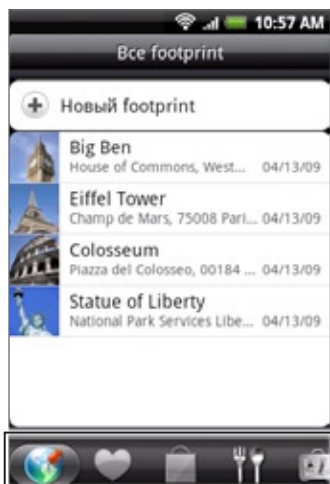 10:57 AM
Все footprint
Новый footprint
Big Ben
House of Commons, West... 04/13/09
Eiffel Tower
Champ de Mars, 75008 Pari... 04/13/09
Colosseum
Piazza del Colosseo, 00184 ... 04/13/09
Statue of Liberty
National Park Services Libe... 04/13/09